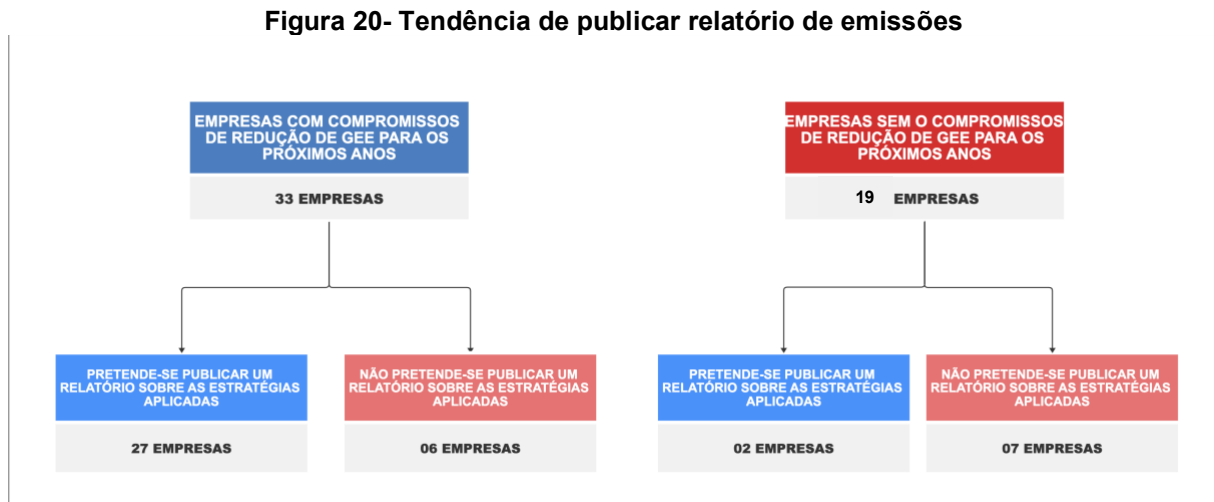 Figura 20- Tendência de publicar relatório de emissões
EMPRESAS COM COMPROMISSOS
DE REDUÇÃO DE GEE PARA OS
PRÓXIMOS ANOS
33 EMPRESAS
EMPRESAS SEM O COMPROMISSOS
DE REDUÇÃO DE GEE PARA OS
PRÓXIMOS ANOS
19 EMPRESAS
PRETENDE-SE PUBLICAR UM
RELATÓRIO SOBRE AS ESTRATÉGIAS
APLICADAS
27 EMPRESAS
NÃO PRETENDE-SE PUBLICAR UM
RELATÓRIO SOBRE AS ESTRATÉGIAS
APLICADAS
06 EMPRESAS
PRETENDE-SE PUBLICAR UM
RELATÓRIO SOBRE AS ESTRATÉGIAS
APLICADAS
02 EMPRESAS
NÃO PRETENDE-SE PUBLICAR UM
RELATÓRIO SOBRE AS ESTRATÉGIAS
APLICADAS
07 EMPRESAS